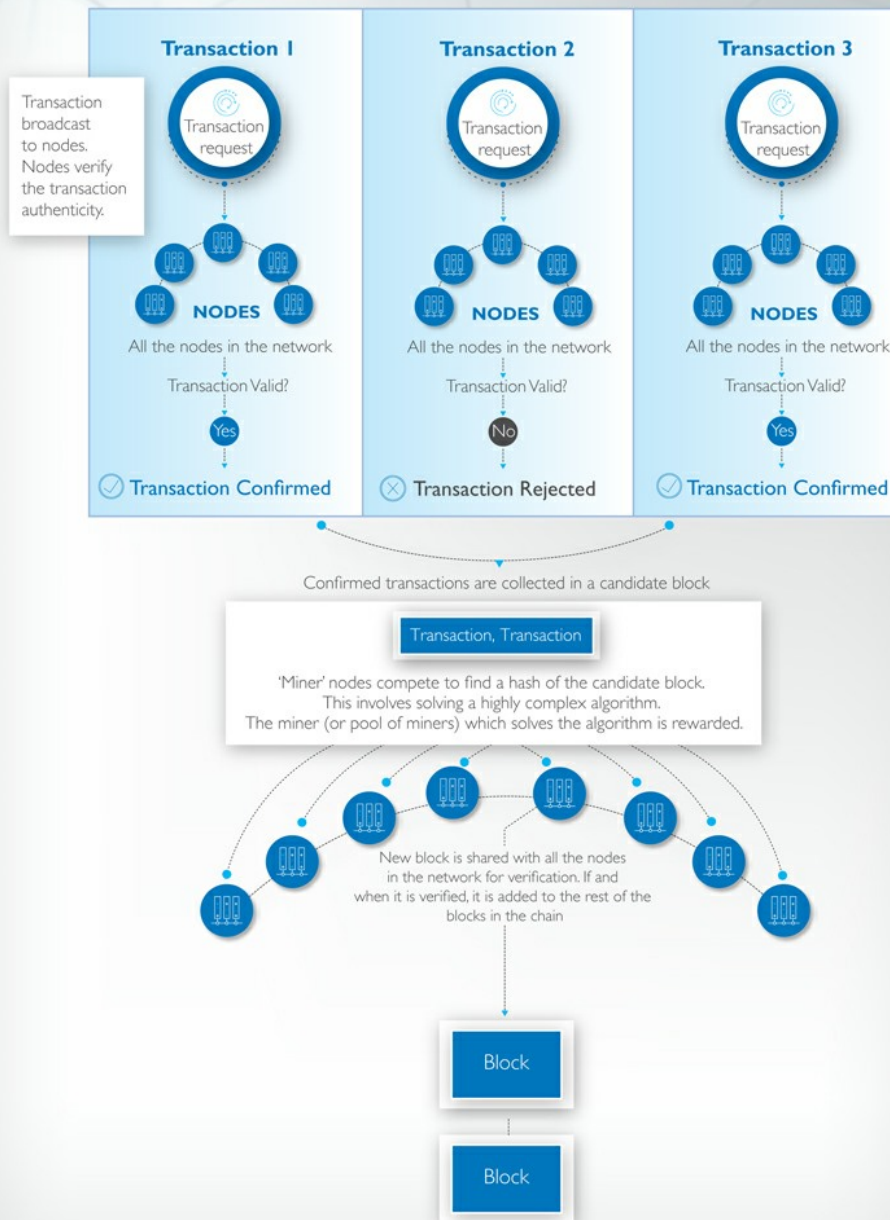 Transaction 1
Transaction
request
Transaction
broadcast
to nodes.
Nodes verify
the transaction
authenticity.
NODES
All the nodes in the network
Transaction Valid?
Yes
Transaction Confirmed
Transaction 2
Transaction
request
NODES
All the nodes in the network
Transaction Valid?
No
Transaction Rejected
Transaction 3
Transaction
request
NODES
All the nodes in the network
Transaction Valid?
Yes
Transaction Confirmed
Confirmed transactions are collected in a candidate block
Transaction, Transaction
‘Miner’ nodes compete to find a hash of the candidate block.
This involves solving a highly complex algorithm.
The miner (or pool of miners) which solves the algorithm is rewarded.
New block is shared with all the nodes
in the network for verification. If and
when it is verified, it is added to the rest of the
blocks in the chain
Block
Block